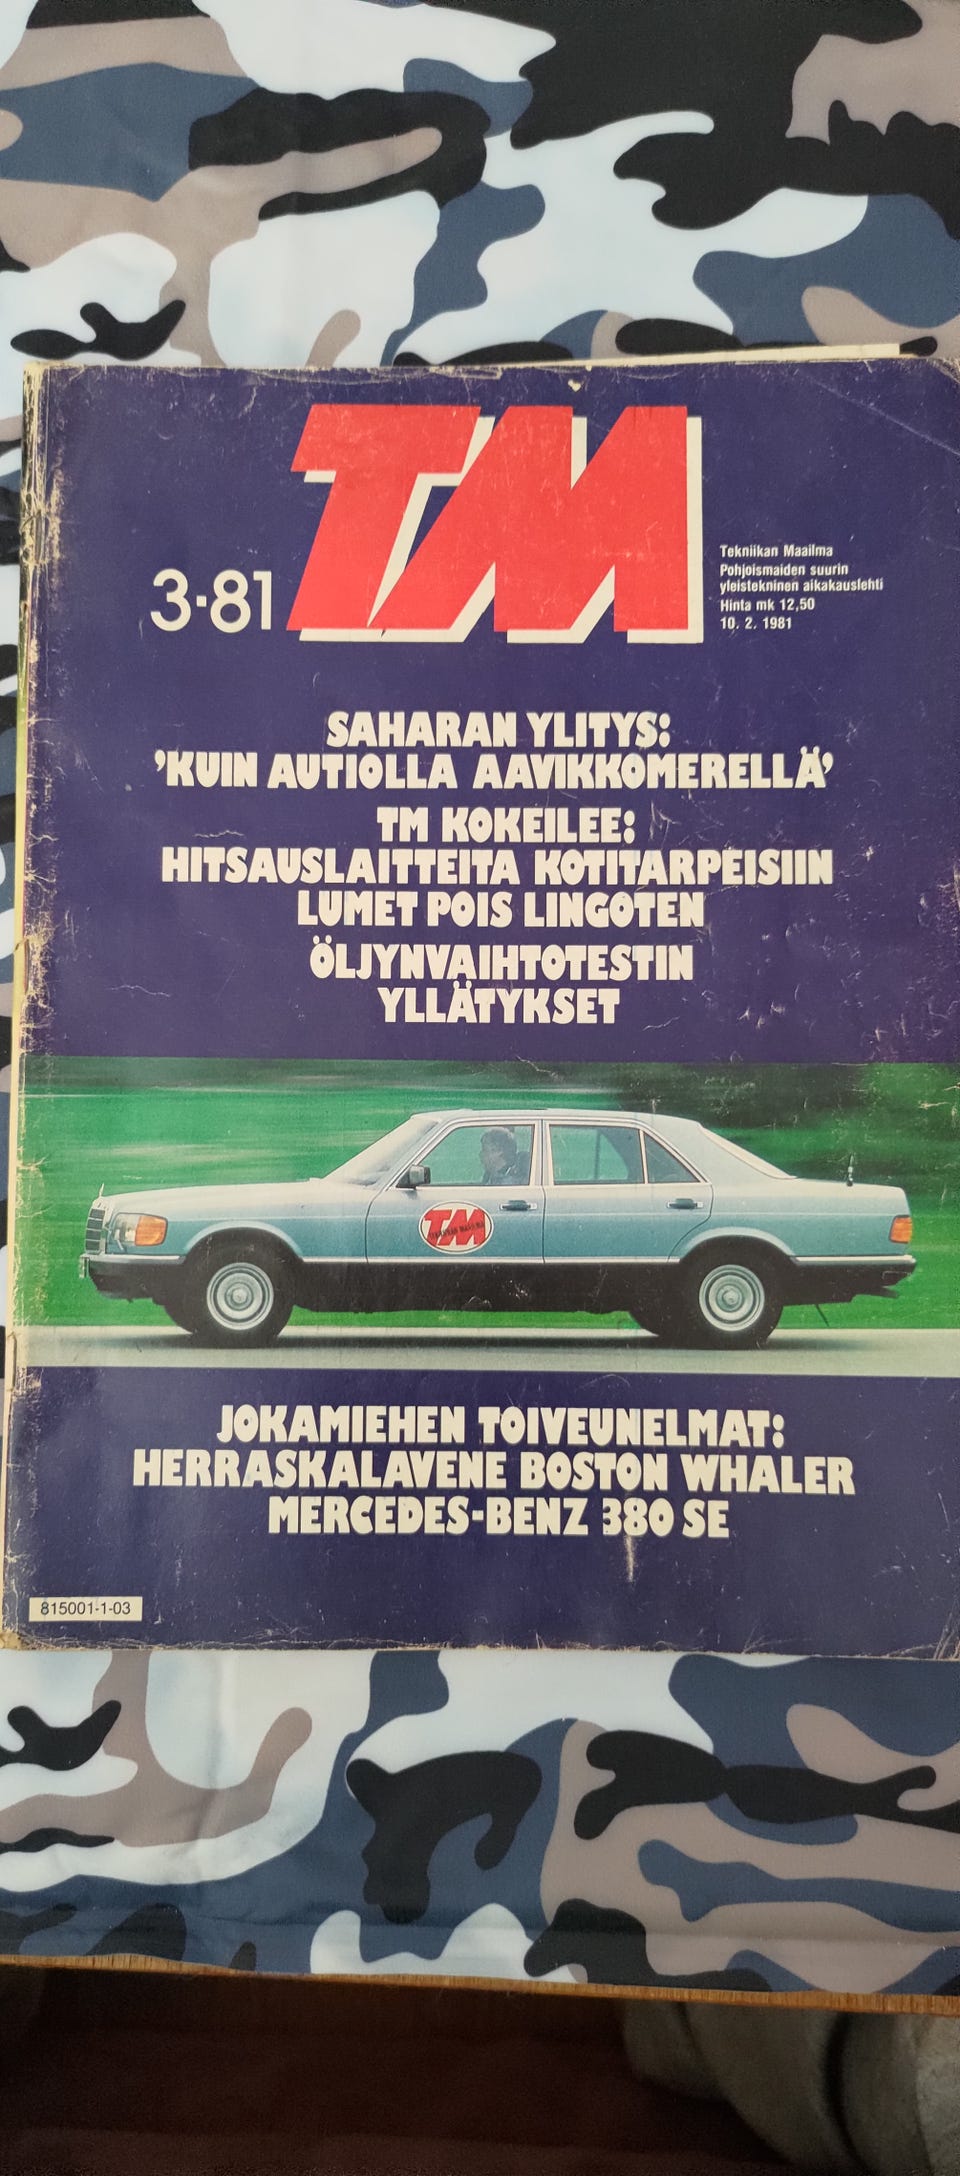 TM
3·81
Tekniikan Maailma
Pohjoismaiden suurin
yleistekninen aikakauslehti
Hinta mk 12,50
10. 2. 1981
SAHARAN YLITYS:
'KUIN AUTIOLLA AAVIKKOMERELLÄ'
TM KOKEILEE:
HITSAUSLAITTEITA KOTITARPEISIIN
LUMET POIS LINGOTEN
ÖLJYNVAIHTOTESTIN
YLLÄTYKSET
TM
TEKNIIKAN MAAILMA
JOKAMIEHEN TOIVEUNELMAT:
HERRASKALAVENE BOSTON WHALER
MERCEDES-BENZ 380 SE
815001-1-03